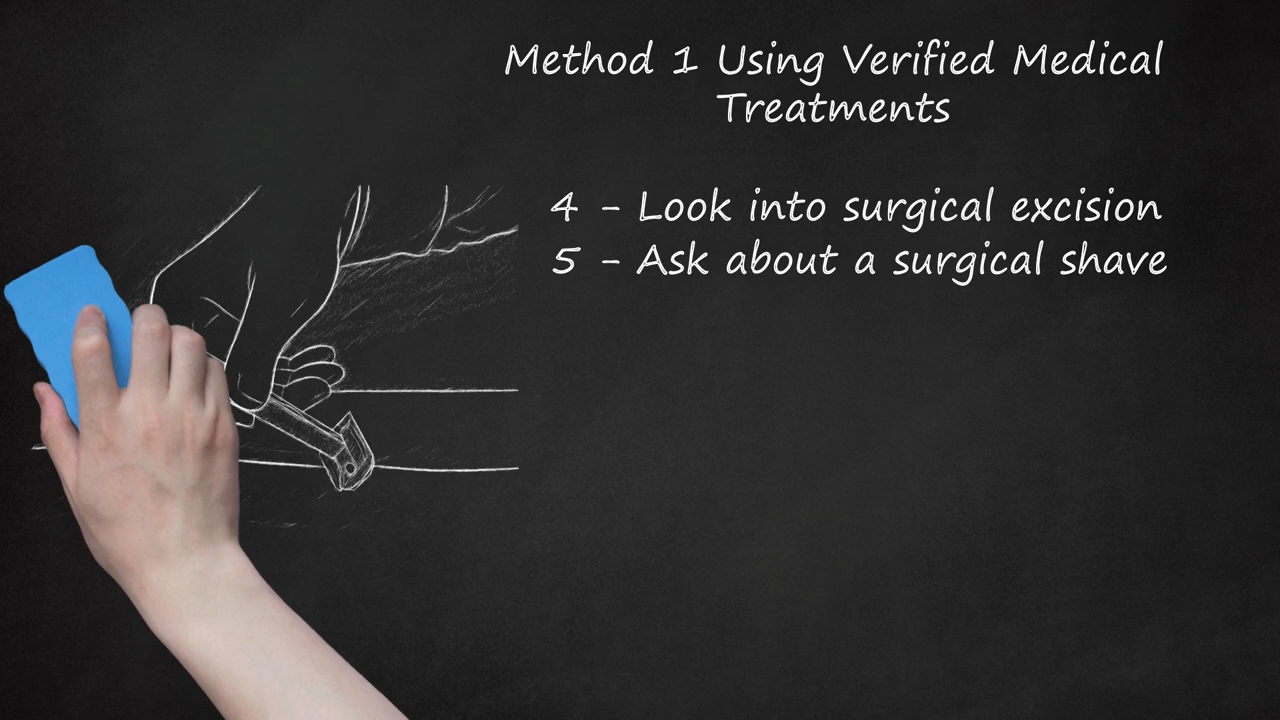 Method 1 Using Verified Medical
Treatments
4 - Look into surgical excision
5 - Ask about a surgical shave